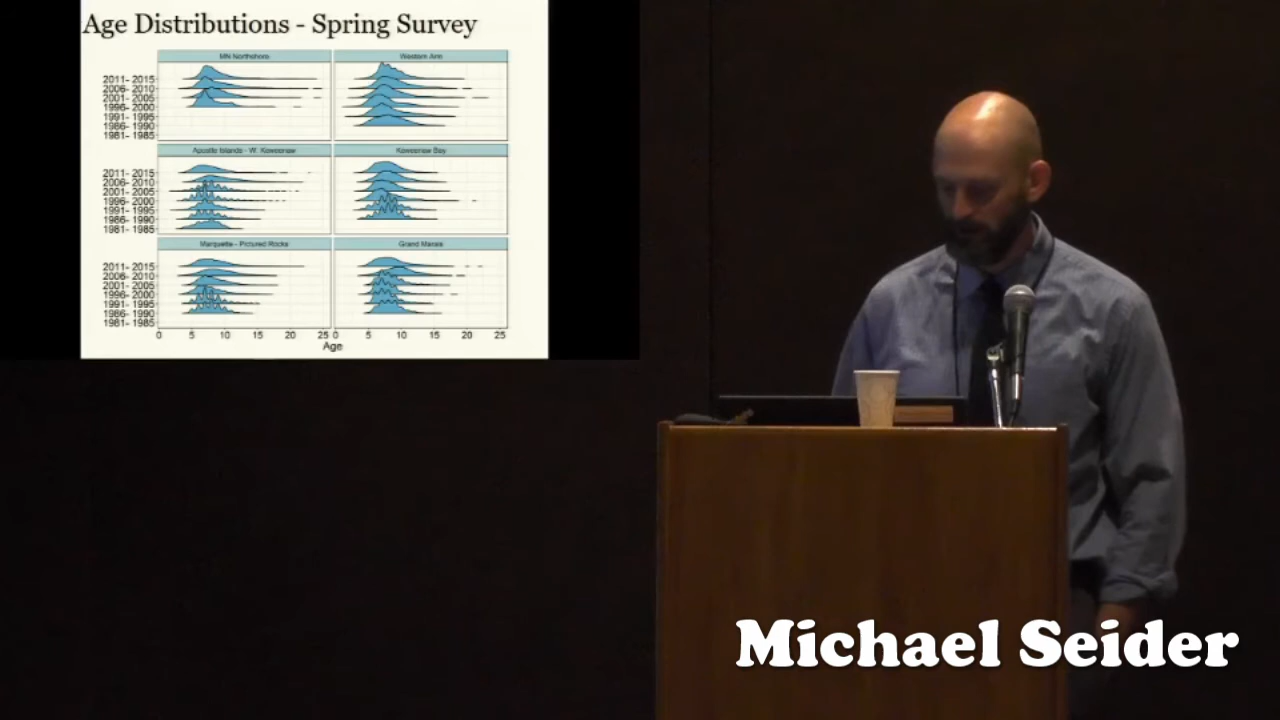 Age Distributions - Spring Survey
MN Northshore
Western Arm
2011- 2015
2006- 2010
2001- 2005
1996- 2000
1991- 1995
1986- 1990
1981- 1985
Apostle Islands - W. Keweenaw
Keweenaw Bay
2011- 2015
2006- 2010
2001- 2005
1996- 2000
1991- 1995
1986- 1990
1981- 1985
Marquette - Pictured Rocks
Grand Marais
2011- 2015
2006- 2010
2001- 2005
1996- 2000
1991- 1995
1986- 1990
1981- 1985
0 5 10 15 20 25 0 5 10 15 20 25
Age
Michael Seider